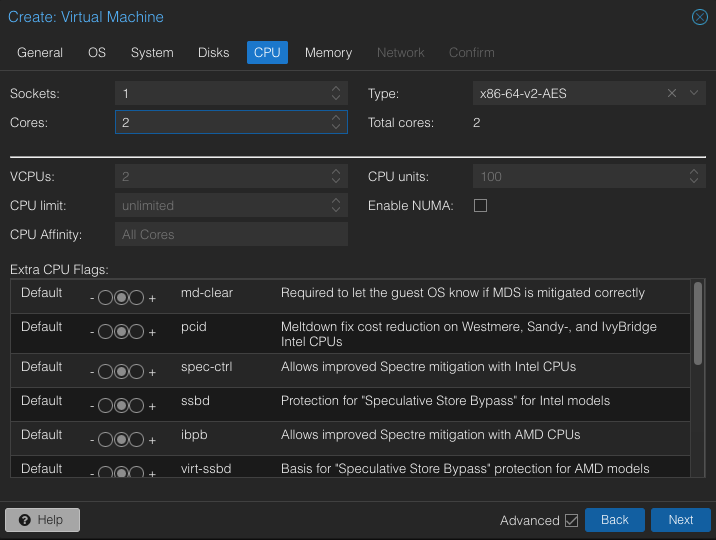 Create: Virtual Machine
General OS System Disks CPU Memory Network Confirm
Sockets: 1 Type: x86-64-v2-AES
Cores: 2 Total cores: 2
VCPUs: 2 CPU units: 100
CPU limit: unlimited Enable NUMA:
CPU Affinity: All Cores
Extra CPU Flags:
Default - + md-clear Required to let the guest OS know if MDS is mitigated correctly
Default - + pcid Meltdown fix cost reduction on Westmere, Sandy-, and IvyBridge
Intel CPUs
Default - + spec-ctrl Allows improved Spectre mitigation with Intel CPUs
Default - + ssbd Protection for "Speculative Store Bypass" for Intel models
Default - + ibpb Allows improved Spectre mitigation with AMD CPUs
Default - + virt-ssbd Basis for "Speculative Store Bypass" protection for AMD models
? Help Advanced Back Next